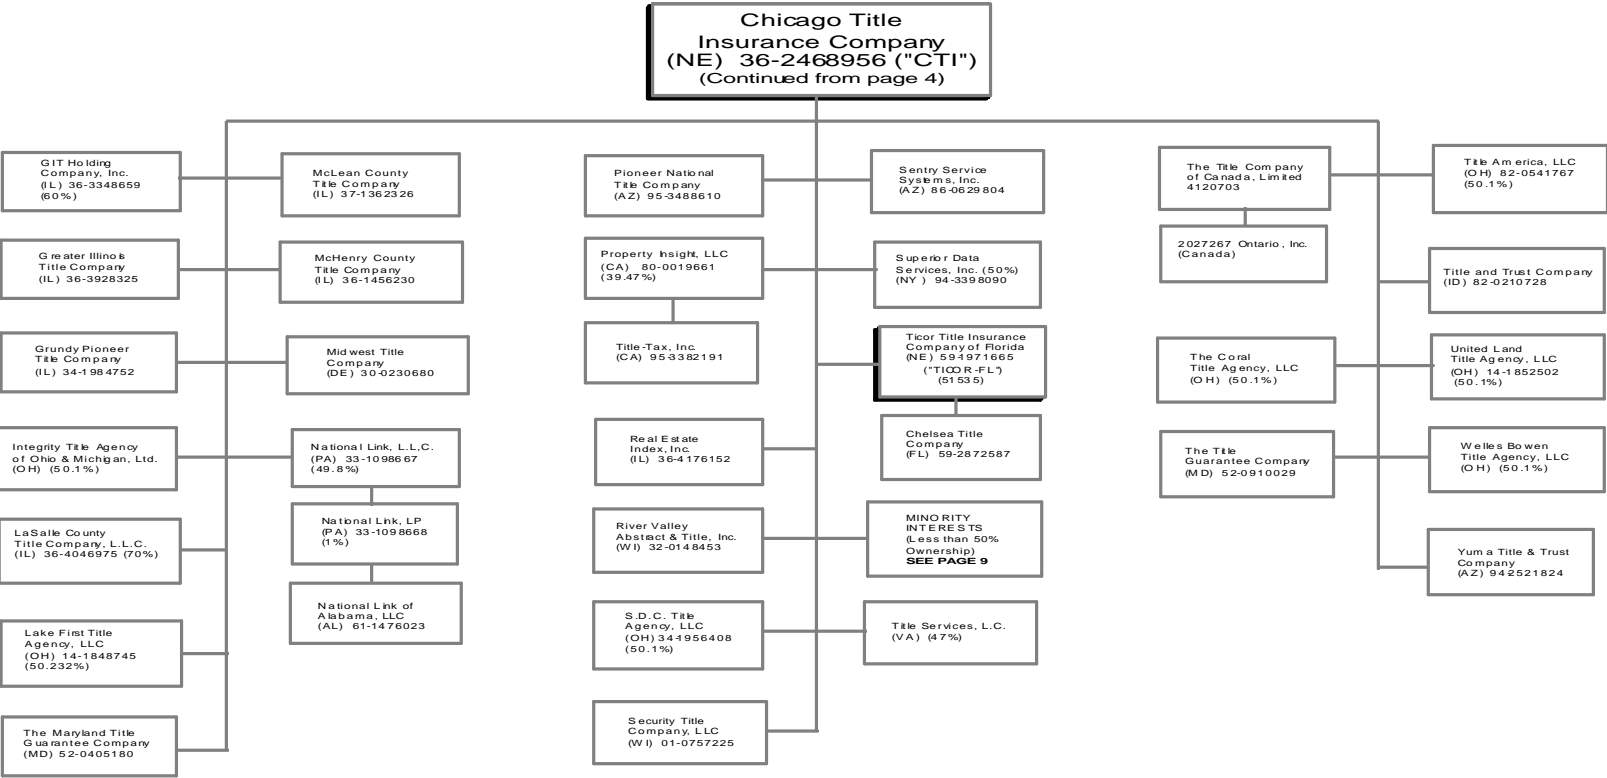 Chicago Title
Insurance Company
(NE) 36-2468956 ("CTI")
(Continued from page 4)
GIT Holding
Company, Inc.
(IL) 36-3348659
(60%)
McLean County
Title Company
(IL) 37-1362326
Greater Illinois
Title Company
(IL) 36-3928325
McHenry County
Title Company
(IL) 36-1456230
Grundy Pioneer
Title Company
(IL) 34-1984752
Midwest Title
Company
(DE) 30-0230680
Integrity Title Agency
of Ohio & Michigan, Ltd.
(OH) (50.1%)
National Link, L.L,C.
(PA) 33-1098667
(49.8%)
National Link, LP
(PA) 33-1098668
(1%)
National Link of
Alabama, LLC
(AL) 61-1476023
LaSalle County
Title Company, L.L.C.
(IL) 36-4046975 (70%)
Lake First Title
Agency, LLC
(OH) 14-1848745
(50.232%)
The Maryland Title
Guarantee Company
(MD) 52-0405180
Pioneer National
Title Company
(AZ) 95-3488610
Sentry Service
Systems, Inc.
(AZ) 86-0629804
Property Insight, LLC
(CA) 80-0019661
(39.47%)
Superior Data
Services, Inc. (50%)
(NY) 94-3398090
Title-Tax, Inc.
(CA) 95-3382191
Ticor Title Insurance
Company of Florida
(NE) 59-1971665
("TICOR-FL")
(51535)
Chelsea Title
Company
(FL) 59-2872587
Real Estate
Index, Inc.
(IL) 36-4176152
River Valley
Abstract & Title, Inc.
(WI) 32-0148453
MINORITY
INTERESTS
(Less than 50%
Ownership)
SEE PAGE 9
S.D.C. Title
Agency, LLC
(OH) 34-1956408
(50.1%)
Title Services, L.C.
(VA) (47%)
Security Title
Company, LLC
(WI) 01-0757225
The Title Company
of Canada, Limited
4120703
2027267 Ontario, Inc.
(Canada)
Title America, LLC
(OH) 82-0541767
(50.1%)
Title and Trust Company
(ID) 82-0210728
The Coral
Title Agency, LLC
(OH) (50.1%)
United Land
Title Agency, LLC
(OH) 14-1852502
(50.1%)
The Title
Guarantee Company
(MD) 52-0910029
Welles Bowen
Title Agency, LLC
(OH) (50.1%)
Yuma Title & Trust
Company
(AZ) 94-2521824